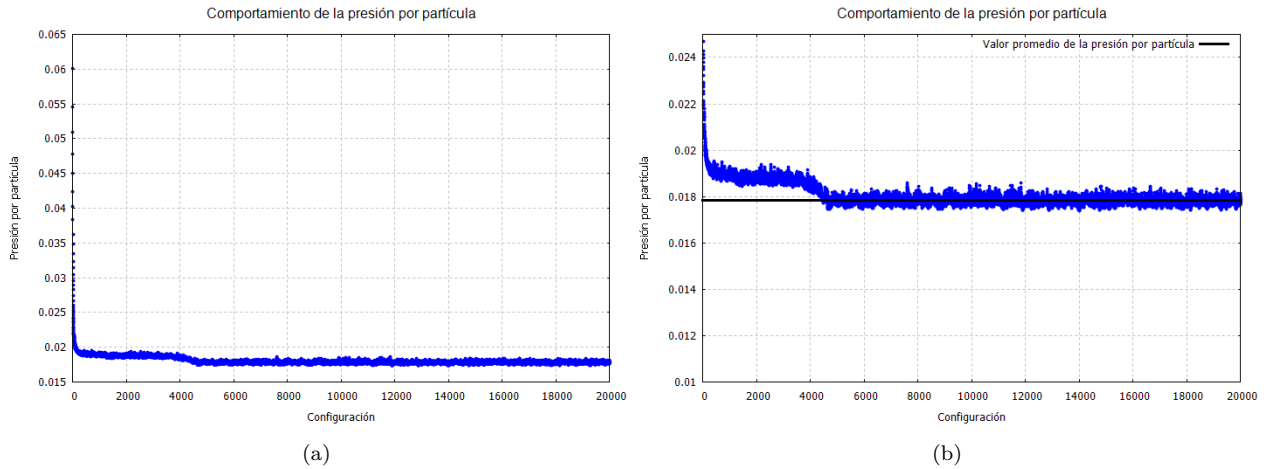 Comportamiento de la presión por partícula
0.065
0.06
0.055
0.05
0.045
0.04
0.035
0.03
0.025
0.02
0.015
Presión por partícula
0 2000 4000 6000 8000 10000 12000 14000 16000 18000 20000
Configuración
(a)
Comportamiento de la presión por partícula
Valor promedio de la presión por partícula
0.024
0.022
0.02
0.018
0.016
0.014
0.012
0.01
Presión por partícula
0 2000 4000 6000 8000 10000 12000 14000 16000 18000 20000
Configuración
(b)